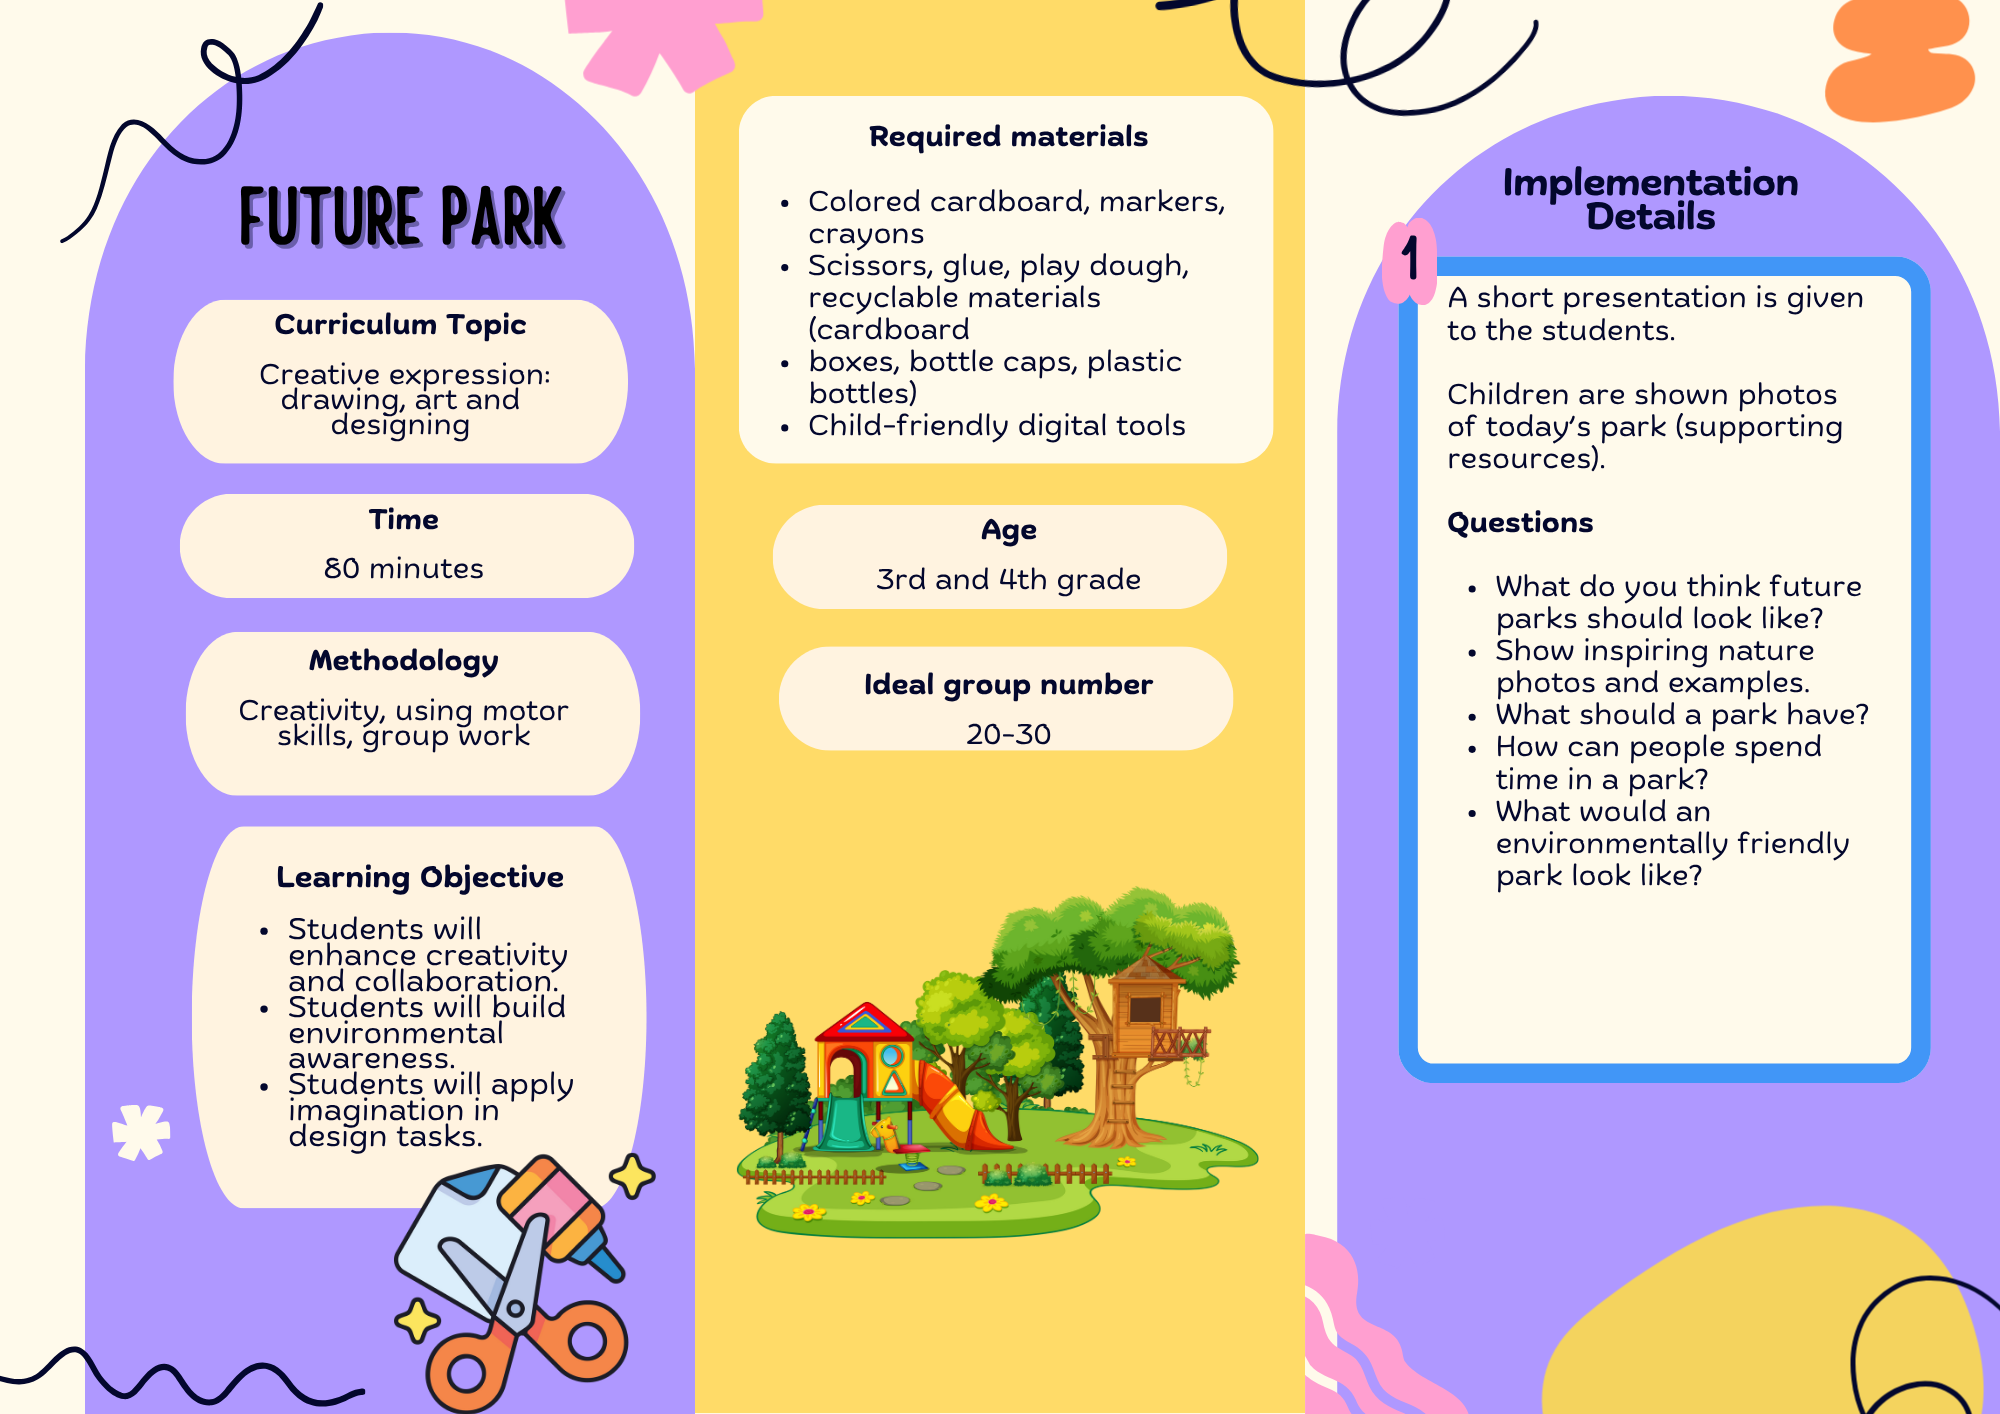 FUTURE PARK
Curriculum Topic
Creative expression:
drawing, art and
designing
Time
80 minutes
Methodology
Creativity, using motor
skills, group work
Learning Objective
• Students will
enhance creativity
and collaboration.
• Students will build
environmental
awareness.
• Students will apply
imagination in
design tasks.
Required materials
• Colored cardboard, markers,
crayons
• Scissors, glue, play dough,
recyclable materials
(cardboard
• boxes, bottle caps, plastic
bottles)
• Child-friendly digital tools
Age
3rd and 4th grade
Ideal group number
20-30
Implementation
Details
1
A short presentation is given
to the students.
Children are shown photos
of today's park (supporting
resources).
Questions
• What do you think future
parks should look like?
• Show inspiring nature
photos and examples.
• What should a park have?
• How can people spend
time in a park?
• What would an
environmentally friendly
park look like?